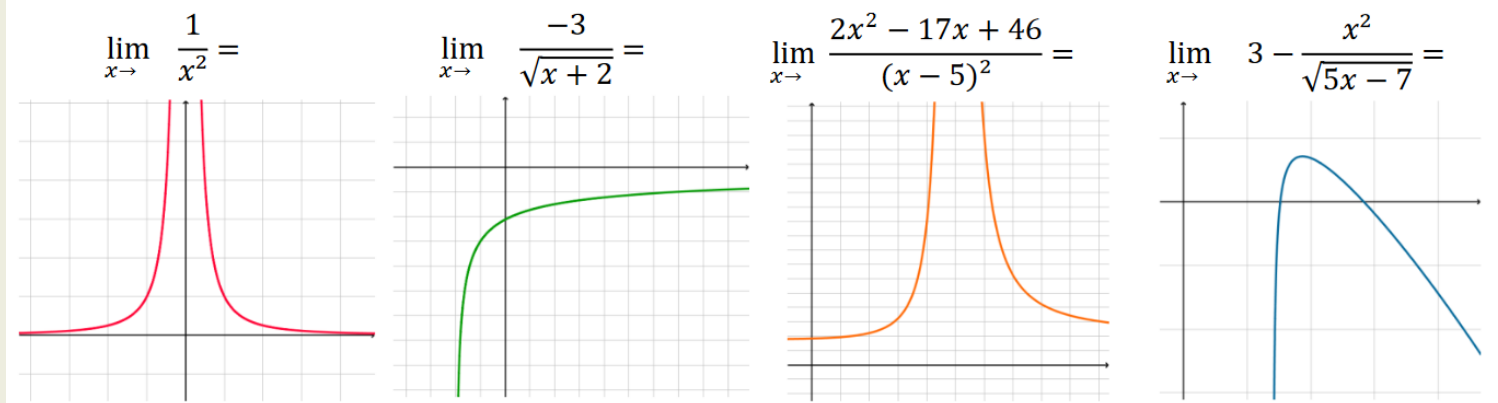 lim x→ 1/x² =
lim x→ −3/√(x + 2) =
lim x→ (2x² − 17x + 46)/(x − 5)² =
lim x→ 3 − x²/√(5x − 7) =